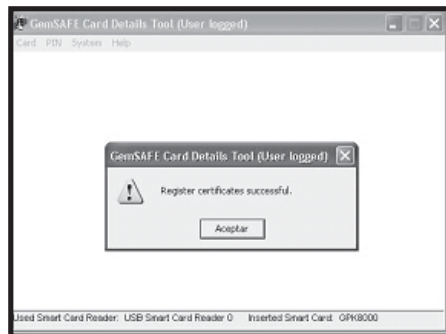 GemSAFE Card Details Tool (User logged)
Card PIN System Help
GemSAFE Card Details Tool (User logged)
Register certificates successful.
Aceptar
Used Smart Card Reader: USB Smart Card Reader 0 Inserted Smart Card: GPK8000